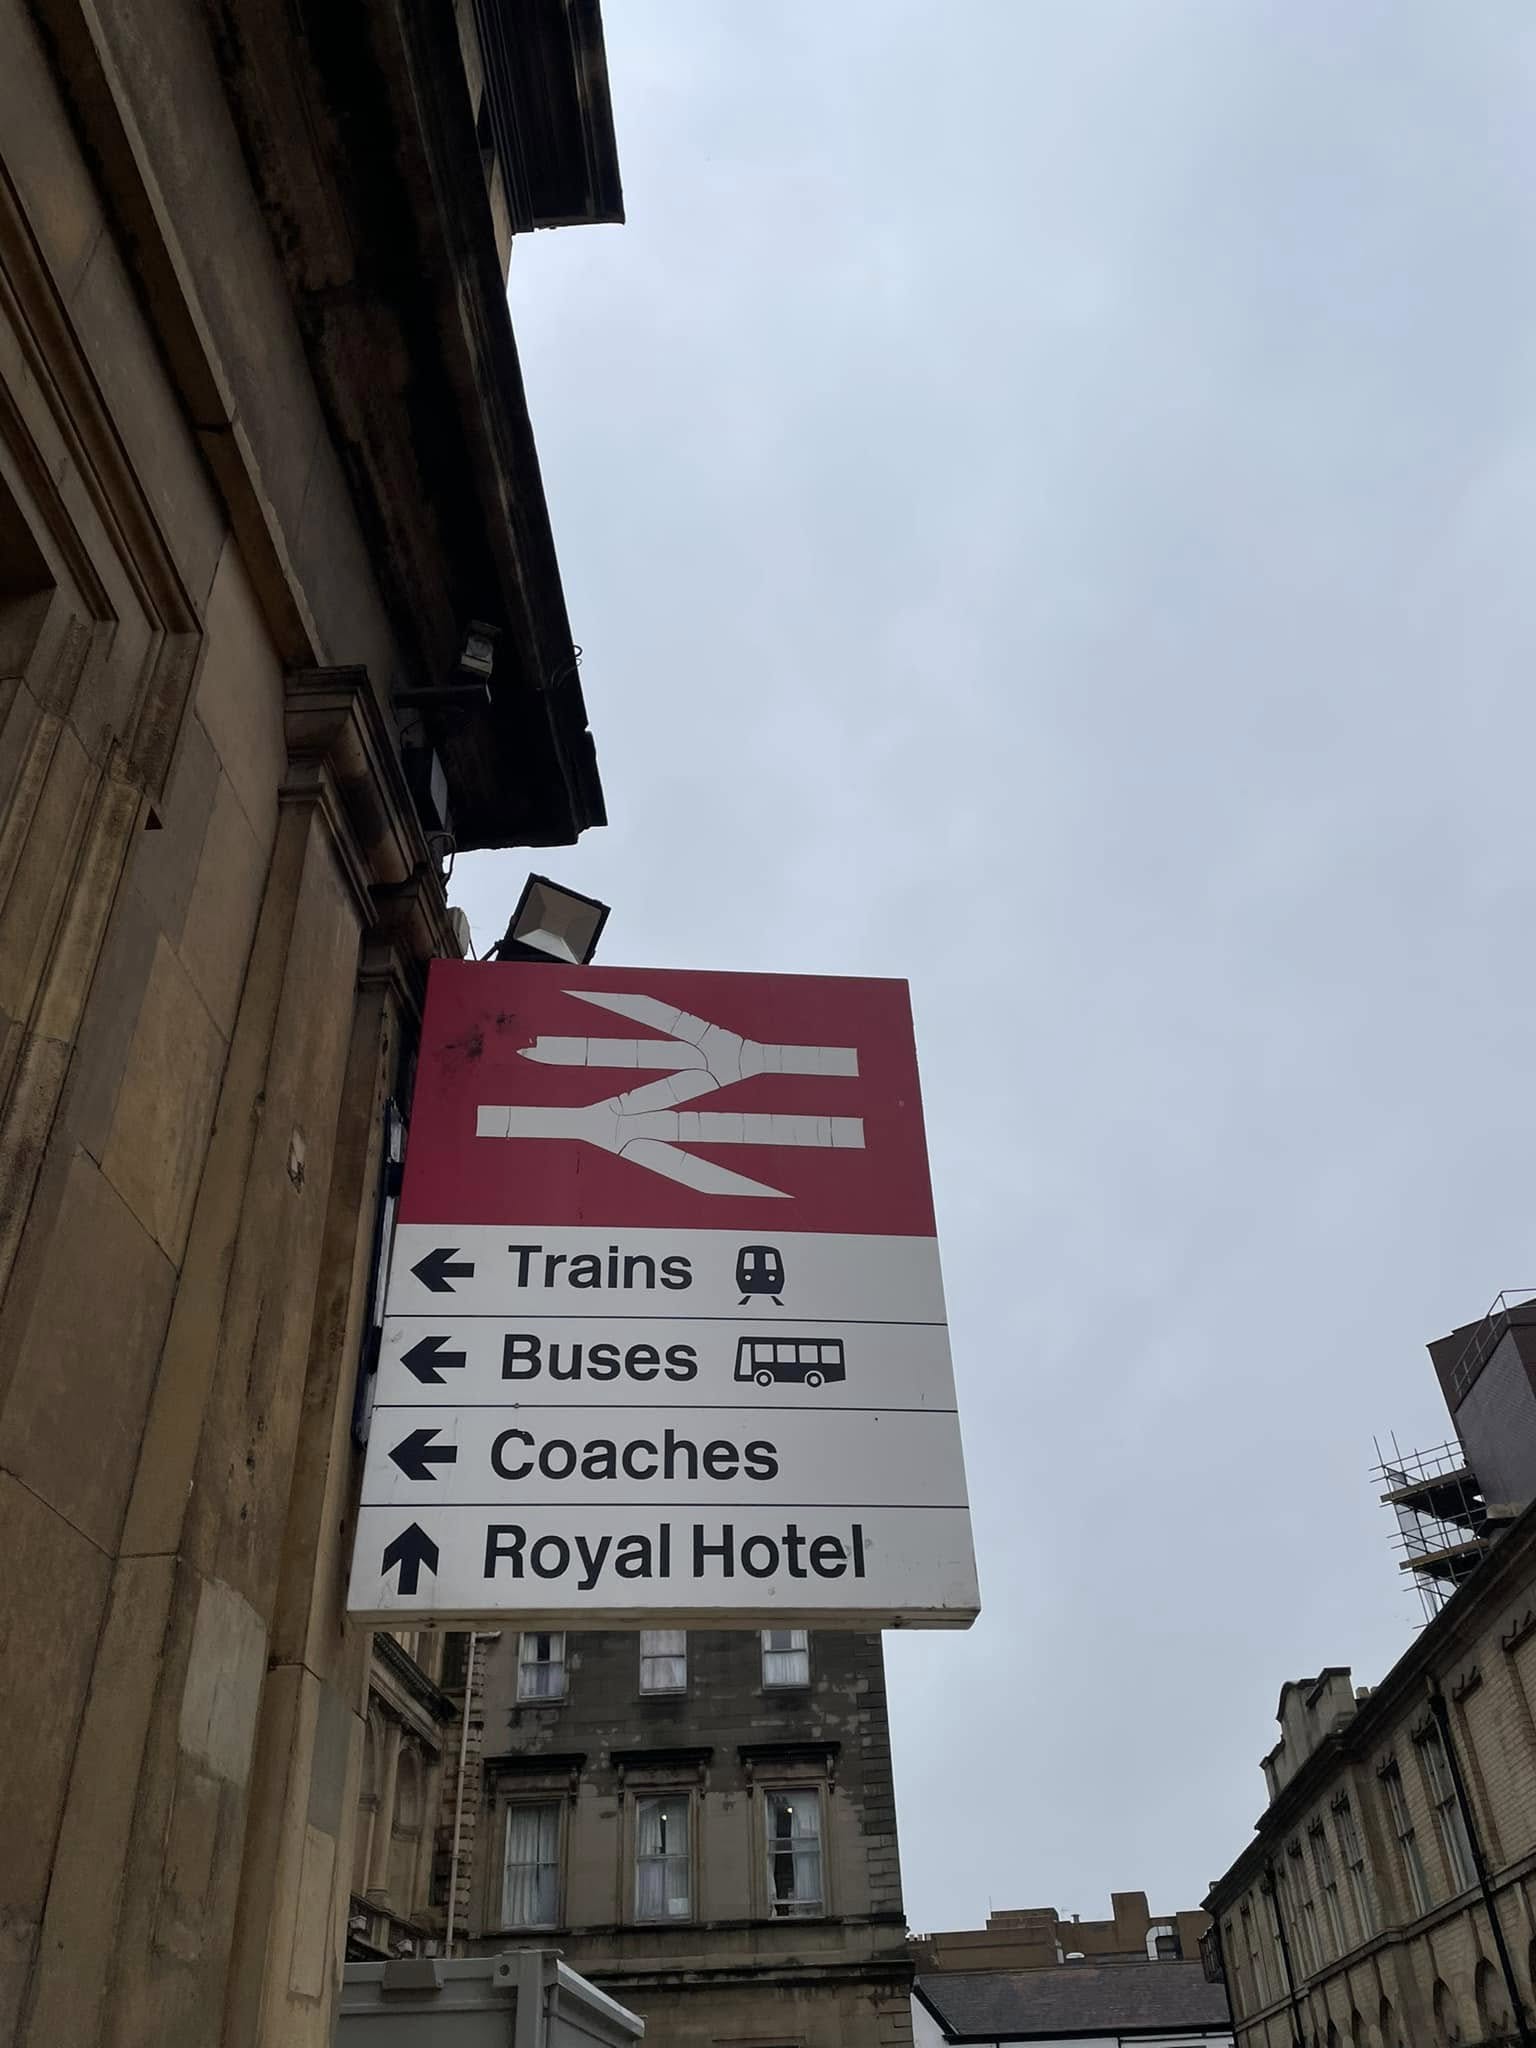 Trains
Buses
Coaches
Royal Hotel